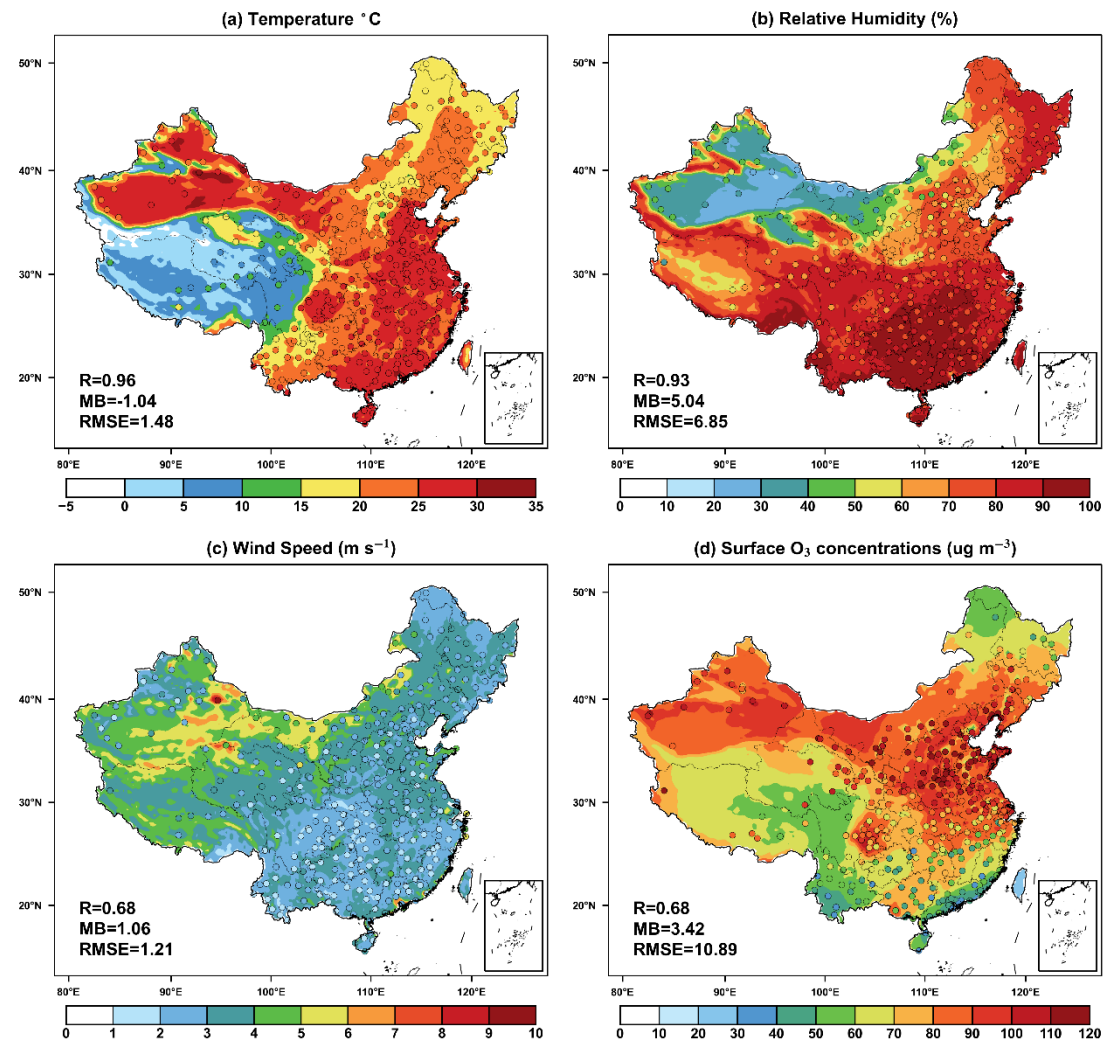 (a) Temperature °C
50°N
40°N
30°N
20°N
R=0.96
MB=-1.04
RMSE=1.48
80°E 90°E 100°E 110°E 120°E
−5 0 5 10 15 25 30 35
(b) Relative Humidity (%)
50°N
40°N
30°N
20°N
R=0.93
MB=5.04
RMSE=6.85
80°E 90°E 100°E 110°E 120°E
0 10 20 30 40 50 60 70 80 90 100
(c) Wind Speed (m s⁻¹)
50°N
40°N
30°N
20°N
R=0.68
MB=1.06
RMSE=1.21
80°E 90°E 100°E 110°E 120°E
0 1 2 3 4 5 6 7 8 9 10
(d) Surface O₃ concentrations (ug m⁻³)
50°N
40°N
30°N
20°N
R=0.68
MB=3.42
RMSE=10.89
80°E 90°E 100°E 110°E 120°E
0 10 20 30 40 50 60 70 80 90 100 110 120